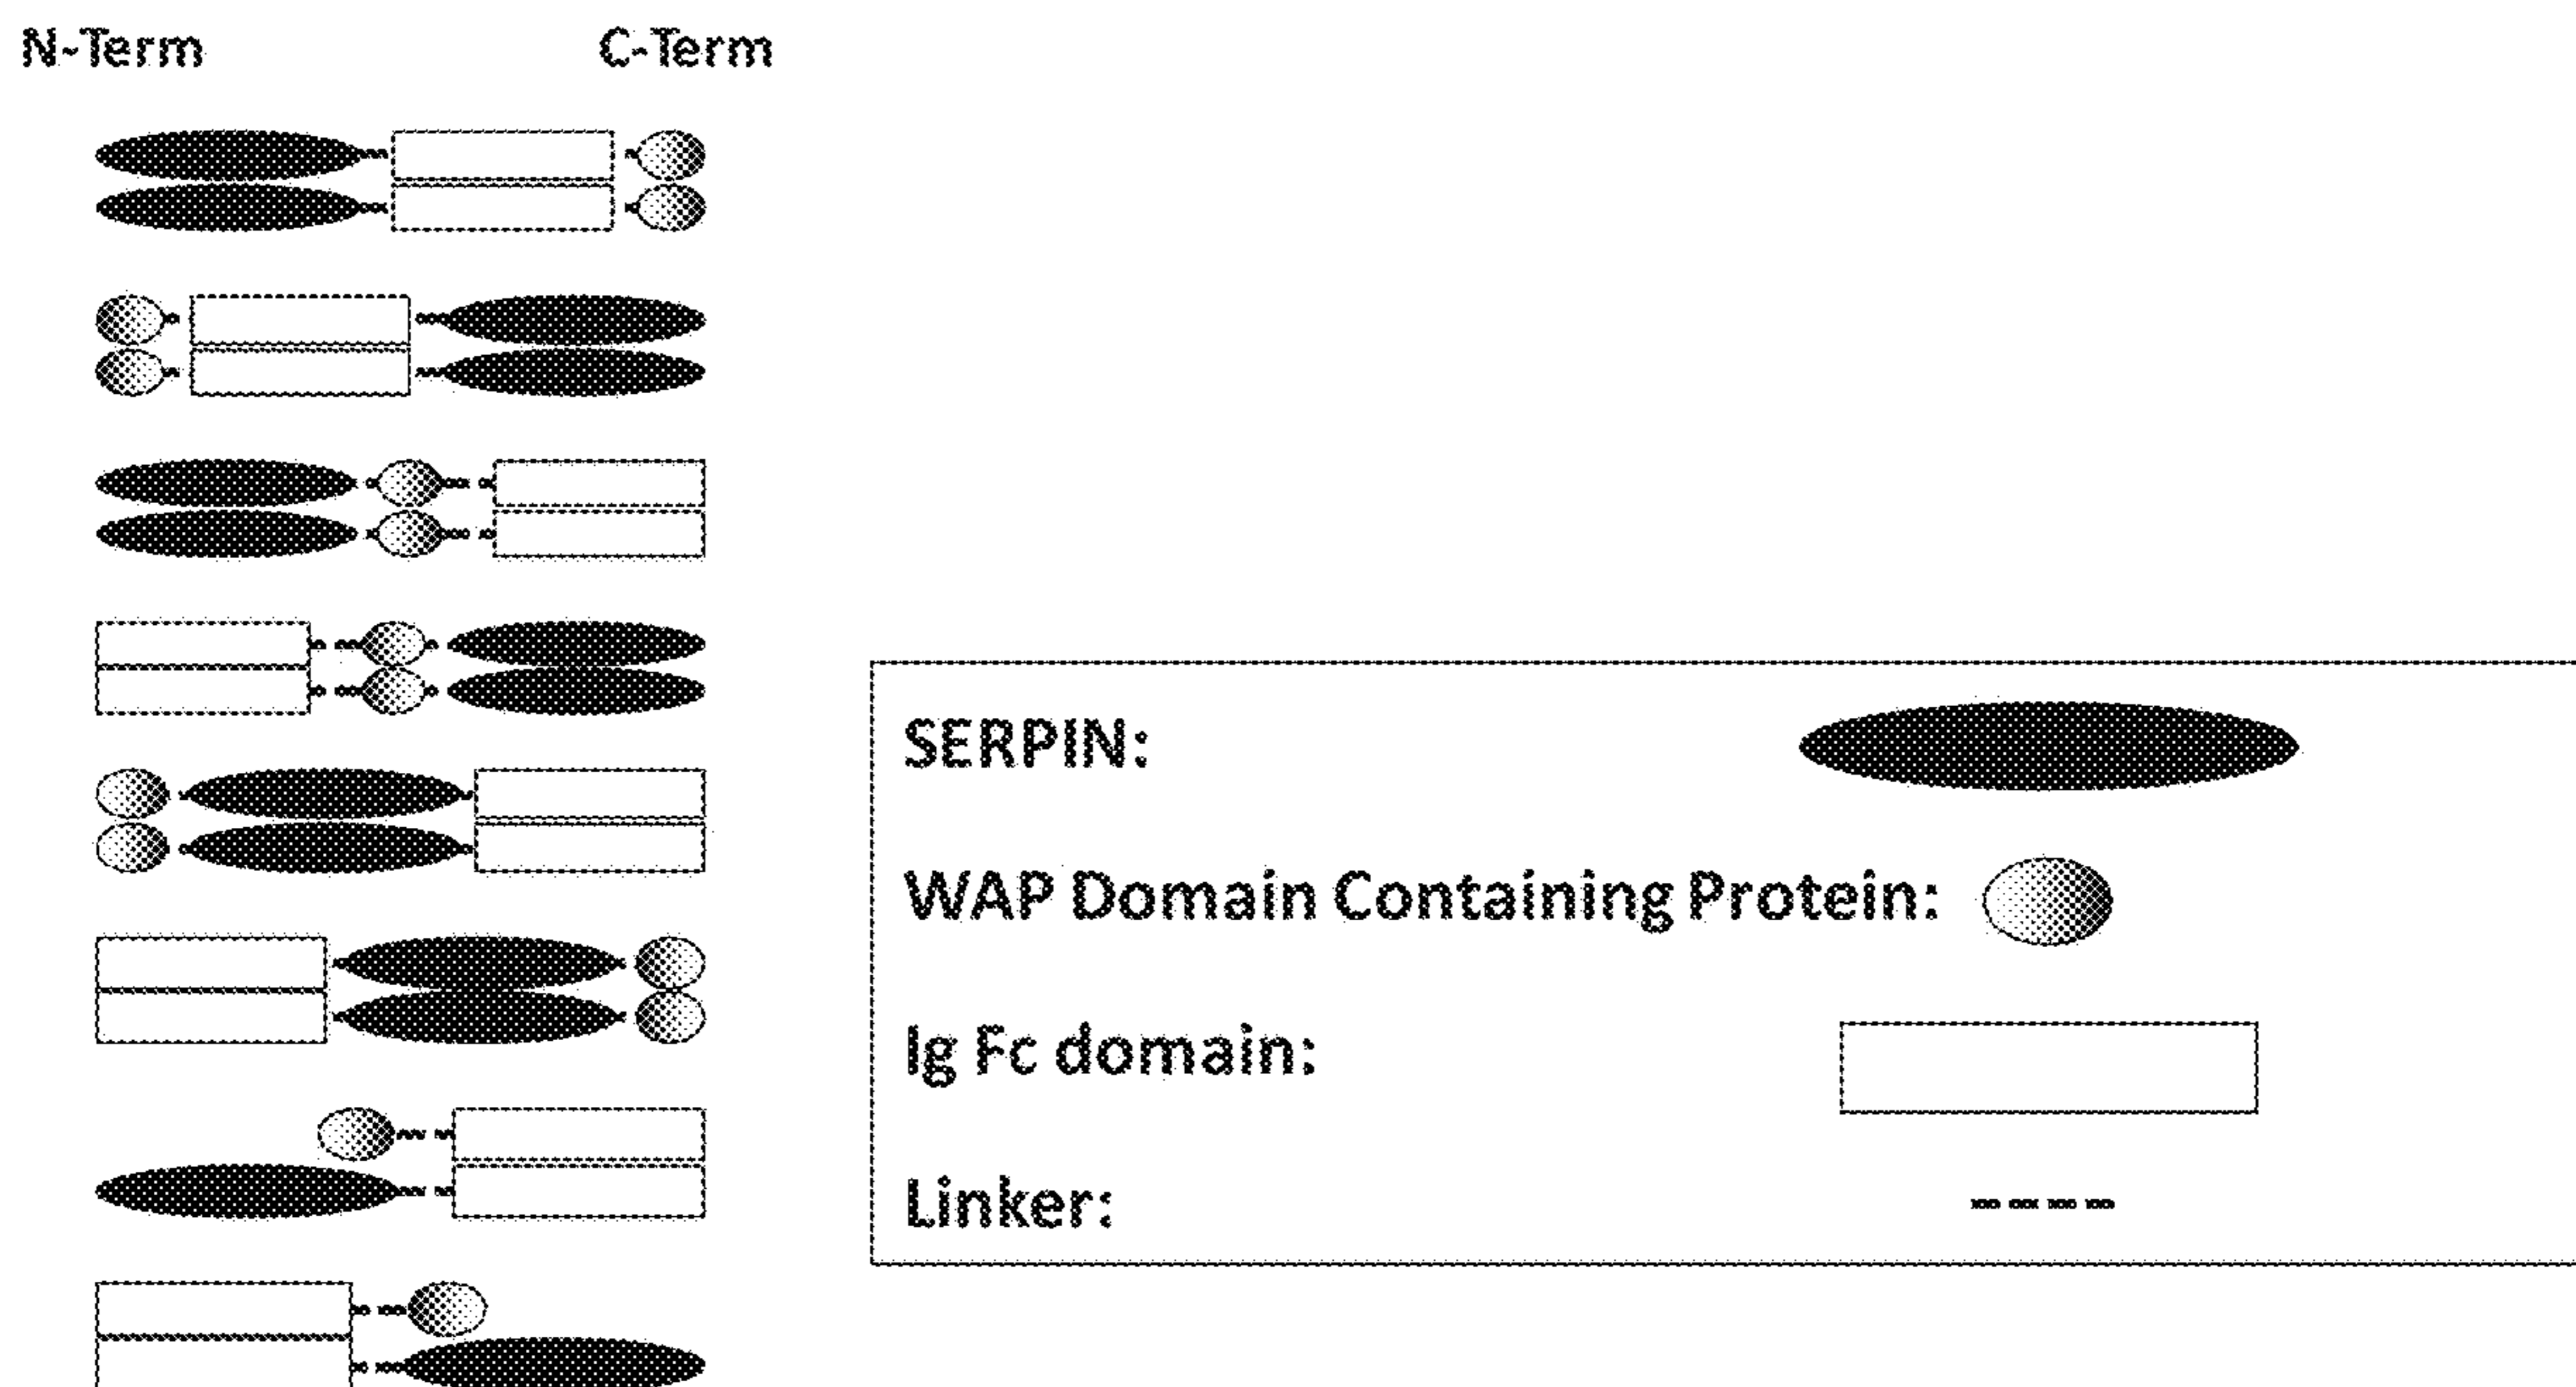 N-Term C-Term
SERPIN:
WAP Domain Containing Protein:
Ig Fc domain:
Linker: